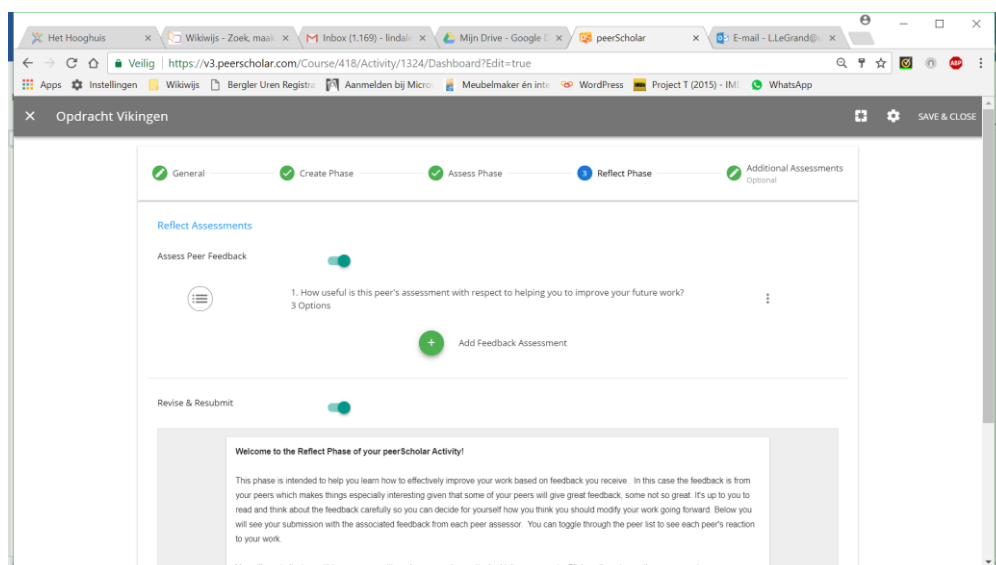 Het Hooghuis
Wikiwijs - Zoek, maak
Inbox (1.169) - lindale
Mijn Drive - Google D
peerScholar
E-mail - L.LeGrand@u
Veilig https://v3.peerscholar.com/Course/418/Activity/1324/Dashboard?Edit=true
Apps Instellingen Wikiwijs Bergler Uren Registra Aanmelden bij Micro Meubelmaker én inte WordPress Project T (2015) - IM WhatsApp
Opdracht Vikingen SAVE & CLOSE
General Create Phase Assess Phase 3 Reflect Phase Additional Assessments
Optional
Reflect Assessments
Assess Peer Feedback
1. How useful is this peer's assessment with respect to helping you to improve your future work?
3 Options
+ Add Feedback Assessment
Revise & Resubmit
Welcome to the Reflect Phase of your peerScholar Activity!
This phase is intended to help you learn how to effectively improve your work based on feedback you receive. In this case the feedback is from
your peers which makes things especially interesting given that some of your peers will give great feedback, some not so great. It's up to you to
read and think about the feedback carefully so you can decide for yourself how you think you should modify your work going forward. Below you
will see your submission with the associated feedback from each peer assessor. You can toggle through the peer list to see each peer's reaction
to your work.